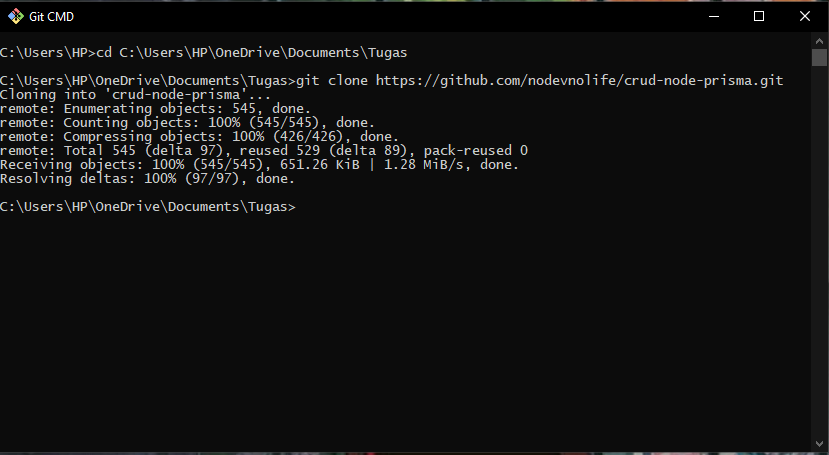 Git CMD
C:\Users\HP>cd C:\Users\HP\OneDrive\Documents\Tugas
C:\Users\HP\OneDrive\Documents\Tugas>git clone https://github.com/nodevnolife/crud-node-prisma.git
Cloning into 'crud-node-prisma'...
remote: Enumerating objects: 545, done.
remote: Counting objects: 100% (545/545), done.
remote: Compressing objects: 100% (426/426), done.
remote: Total 545 (delta 97), reused 529 (delta 89), pack-reused 0
Receiving objects: 100% (545/545), 651.26 KiB | 1.28 MiB/s, done.
Resolving deltas: 100% (97/97), done.
C:\Users\HP\OneDrive\Documents\Tugas>